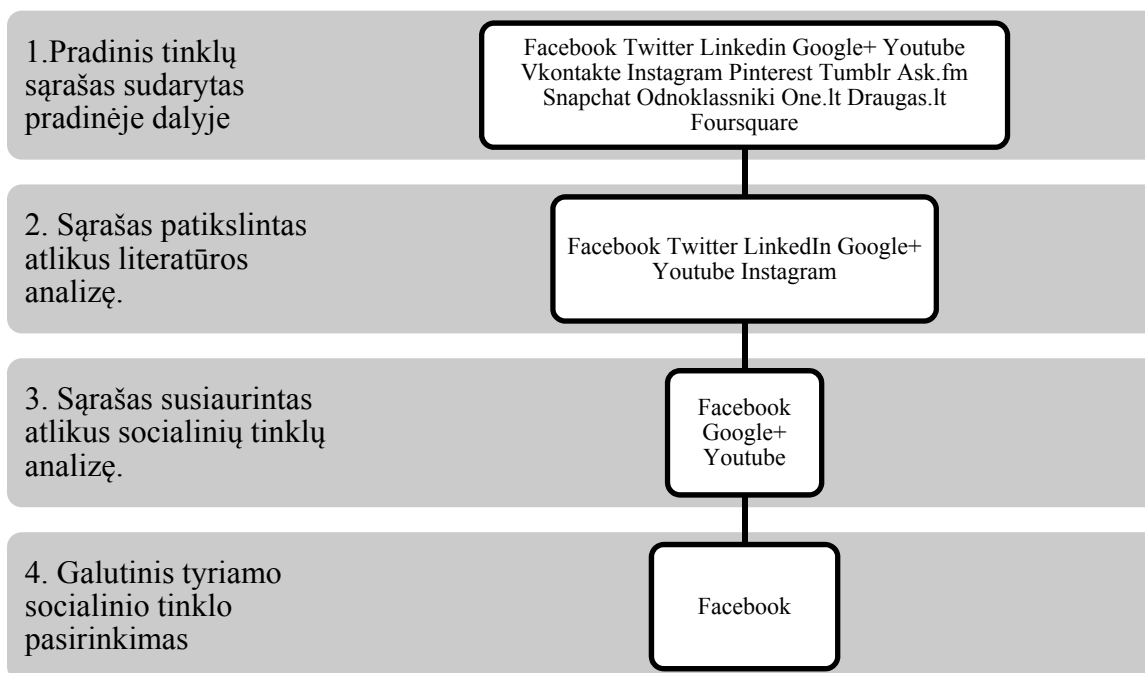 1.Pradinis tinklų
sąrašas sudarytas
pradinėje dalyje
Facebook Twitter Linkedin Google+ Youtube
Vkontakte Instagram Pinterest Tumblr Ask.fm
Snapchat Odnoklassniki One.lt Draugas.lt
Foursquare
2. Sąrašas patikslintas
atlikus literatūros
analizę.
Facebook Twitter LinkedIn Google+
Youtube Instagram
3. Sąrašas susiaurintas
atlikus socialinių tinklų
analizę.
Facebook
Google+
Youtube
4. Galutinis tyriamo
socialinio tinklo
pasirinkimas
Facebook